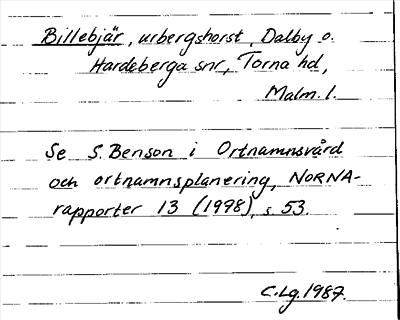 Billebjär, urbergshorst, Dalby o.
Hardeberga snr, Torna hd,
Malm. l.
Se S. Benson i Ortnamnsvård
och ortnamnsplanering, NORNA-
rapporter 13 (1998), s. 53.
C.Lg. 1987.